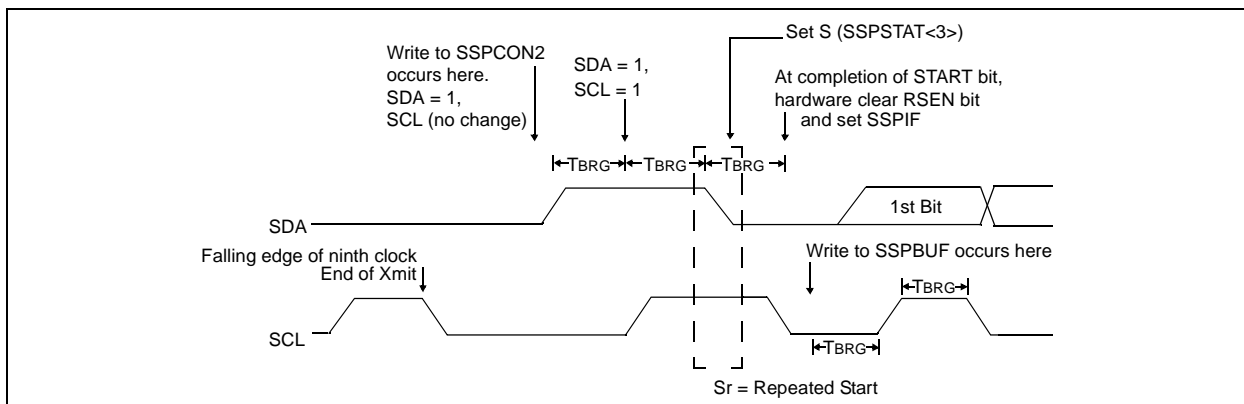 Set S (SSPSTAT<3>)
Write to SSPCON2
occurs here.
SDA = 1,
SCL (no change)
SDA = 1,
SCL = 1
At completion of START bit,
hardware clear RSEN bit
and set SSPIF
TBRG TBRG TBRG
1st Bit
SDA
Falling edge of ninth clock
End of Xmit
Write to SSPBUF occurs here
TBRG
SCL
TBRG
Sr = Repeated Start